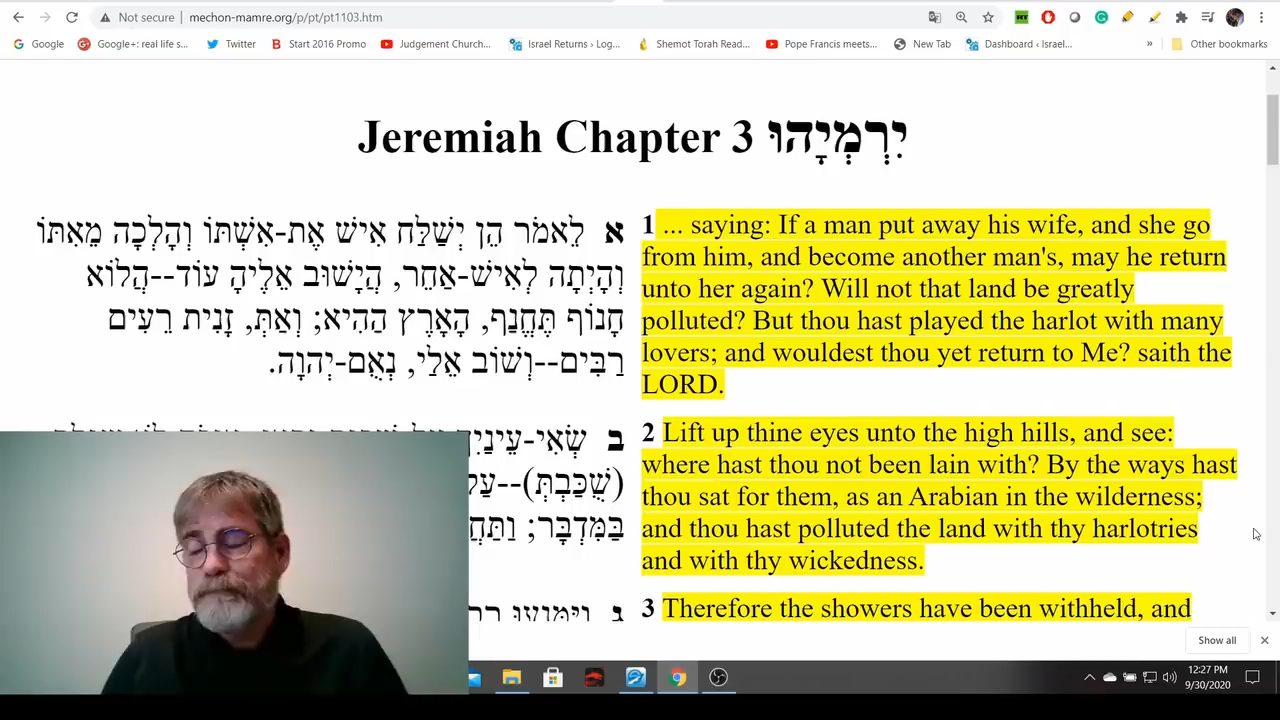 Not secure | mechon-mamre.org/p/pt/pt1103.htm
Google Google+: real life s... Twitter Start 2016 Promo Judgement Church... Israel Returns › Log... Shemot Torah Read... Pope Francis meets... New Tab Dashboard ‹ Israel... » Other bookmarks
Jeremiah Chapter 3 יִרְמְיָהוּ
א לֵאמֹר הֵן יְשַׁלַּח אִישׁ אֶת-אִשְׁתּוֹ וְהָלְכָה מֵאִתּוֹ
וְהָיְתָה לְאִישׁ-אַחֵר, הֲיָשׁוּב אֵלֶיהָ עוֹד--הֲלוֹא
חָנוֹף תֶּחֱנַף, הָאָרֶץ הַהִיא; וְאַתְּ, זָנִית רֵעִים
רַבִּים--וְשׁוֹב אֵלַי, נְאֻם-יְהוָה.
1 ... saying: If a man put away his wife, and she go
from him, and become another man's, may he return
unto her again? Will not that land be greatly
polluted? But thou hast played the harlot with many
lovers; and wouldest thou yet return to Me? saith the
LORD.
ב שְׂאִי-עֵינַיִךְ
(שֻׁכַּבְתְּ)--עַל
בַּמִּדְבָּר;
2 Lift up thine eyes unto the high hills, and see:
where hast thou not been lain with? By the ways hast
thou sat for them, as an Arabian in the wilderness;
and thou hast polluted the land with thy harlotries
and with thy wickedness.
ג
3 Therefore the showers have been withheld, and
Show all
12:27 PM
9/30/2020